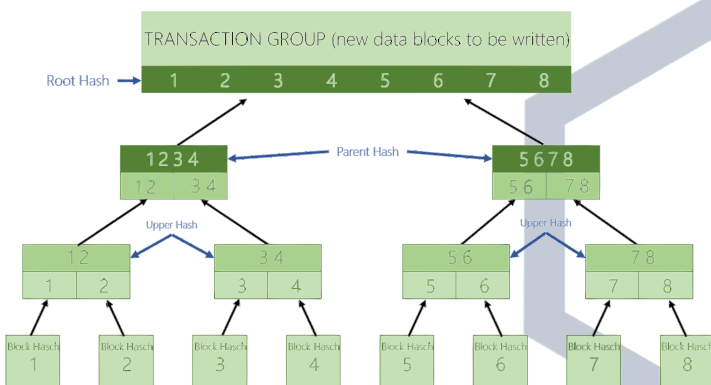 TRANSACTION GROUP (new data blocks to be written)
Root Hash
1 2 3 4 5 6 7 8
1 2 3 4
Parent Hash
5 6 7 8
1 2
3 4
5 6
7 8
Upper Hash
Upper Hash
1 2
3 4
5 6
7 8
1
2
3
4
5
6
7
8
Block Hasch
1
Block Hasch
2
Block Hasch
3
Block Hasch
4
Block Hasch
5
Block Hasch
6
Block Hasch
7
Block Hasch
8